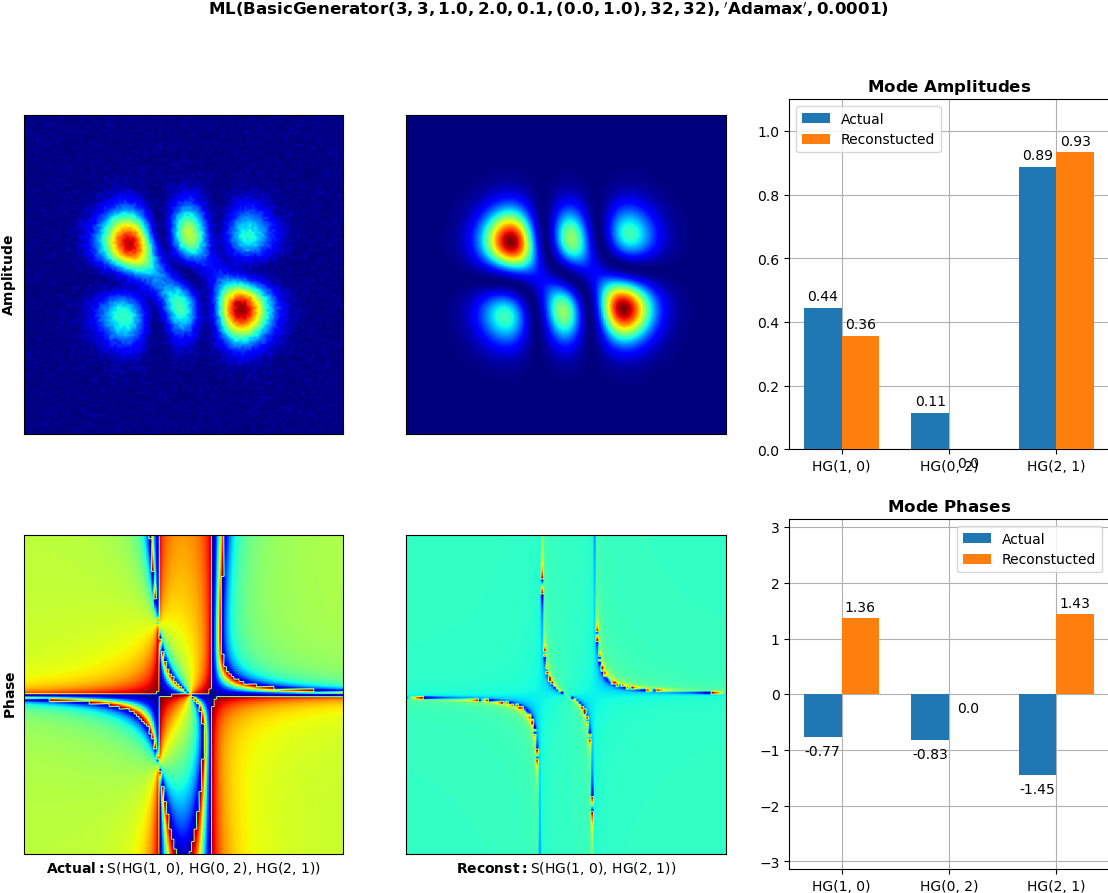 ML(BasicGenerator(3, 3, 1.0, 2.0, 0.1, (0.0, 1.0), 32, 32), 'Adamax', 0.0001)
Amplitude
Mode Amplitudes
Actual
Reconstucted
1.0
0.8
0.6
0.4
0.2
0.0
0.44
0.36
0.11
0.0
0.89
0.93
HG(1, 0)
HG(0, 2)
HG(2, 1)
Phase
Actual: S(HG(1, 0), HG(0, 2), HG(2, 1))
Reconst: S(HG(1, 0), HG(2, 1))
Mode Phases
Actual
Reconstucted
3
2
1
0
−1
−2
−3
-0.77
1.36
-0.83
0.0
-1.45
1.43
HG(1, 0)
HG(0, 2)
HG(2, 1)